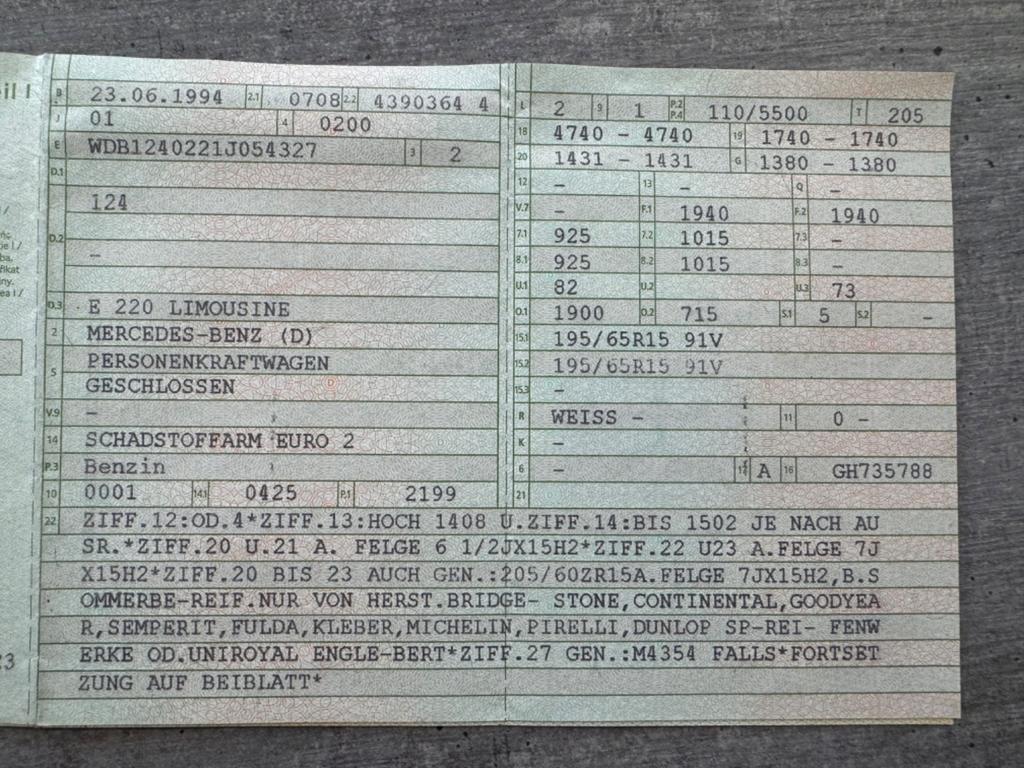 eil I
B 23.06.1994 2.1 0708 2.2 4390364 4
J 01 4 0200
E WDB1240221J054327 3 2
D.1
124
D.2 –
D.3 E 220 LIMOUSINE
2 MERCEDES-BENZ (D)
5 PERSONENKRAFTWAGEN
GESCHLOSSEN
V.9 –
14 SCHADSTOFFARM EURO 2
P.3 Benzin
10 0001 14.1 0425 P.1 2199
L 2 9 1 P.2 P.4 110/5500 T 205
18 4740 – 4740 19 1740 – 1740
20 1431 – 1431 G 1380 – 1380
12 – 13 – Q –
V.7 – F.1 1940 F.2 1940
7.1 925 7.2 1015 7.3 –
8.1 925 8.2 1015 8.3 –
U.1 82 U.2 U.3 73
O.1 1900 O.2 715 S.1 5 S.2 –
15.1 195/65R15 91V
15.2 195/65R15 91V
15.3 –
R WEISS – 11 0 –
K –
6 – 17 A 16 GH735788
21
22 ZIFF.12:OD.4*ZIFF.13:HOCH 1408 U.ZIFF.14:BIS 1502 JE NACH AU
SR.*ZIFF.20 U.21 A. FELGE 6 1/2JX15H2*ZIFF.22 U23 A.FELGE 7J
X15H2*ZIFF.20 BIS 23 AUCH GEN.:205/60ZR15A.FELGE 7JX15H2,B.S
OMMERBE-REIF.NUR VON HERST.BRIDGE- STONE,CONTINENTAL,GOODYEA
R,SEMPERIT,FULDA,KLEBER,MICHELIN,PIRELLI,DUNLOP SP-REI- FENW
ERKE OD.UNIROYAL ENGLE-BERT*ZIFF.27 GEN.:M4354 FALLS*FORTSET
ZUNG AUF BEIBLATT*